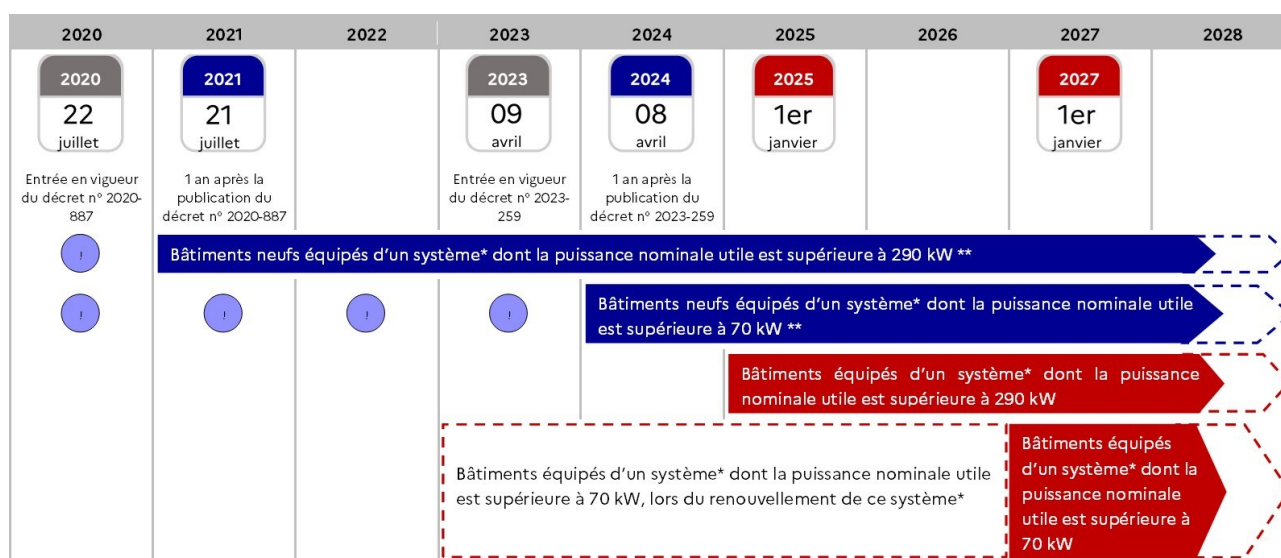 2020 2021 2022 2023 2024 2025 2026 2027 2028
2020
22
juillet
2021
21
juillet
2023
09
avril
2024
08
avril
2025
1er
janvier
2027
1er
janvier
Entrée en vigueur
du décret n° 2020-
887
1 an après la
publication du
décret n° 2020-887
Entrée en vigueur
du décret n° 2023-
259
1 an après la
publication du
décret n° 2023-259
!
Bâtiments neufs équipés d'un système* dont la puissance nominale utile est supérieure à 290 kW **
! ! ! !
Bâtiments neufs équipés d'un système* dont la puissance nominale utile
est supérieure à 70 kW **
Bâtiments équipés d'un système* dont la puissance
nominale utile est supérieure à 290 kW
Bâtiments équipés d'un système* dont la puissance nominale utile
est supérieure à 70 kW, lors du renouvellement de ce système*
Bâtiments équipés
d'un système* dont la
puissance nominale
utile est supérieure à
70 kW